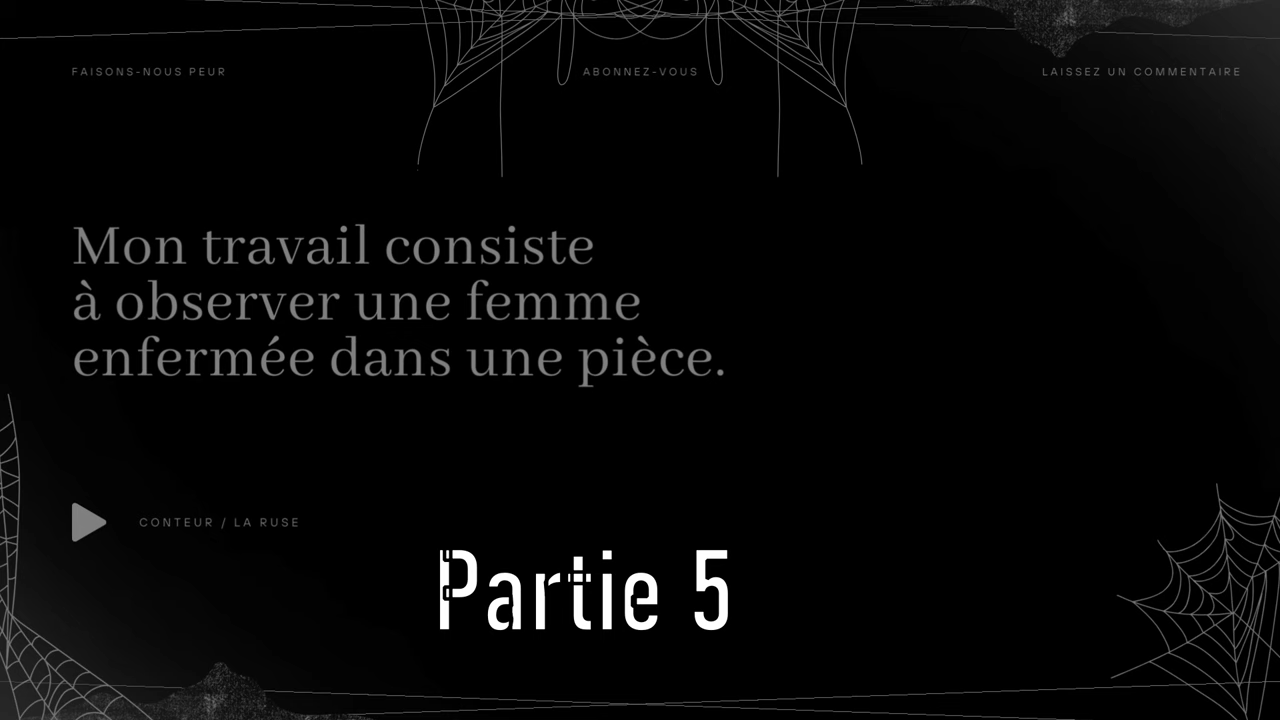 FAISONS-NOUS PEUR
ABONNEZ-VOUS
LAISSEZ UN COMMENTAIRE
Mon travail consiste
à observer une femme
enfermée dans une pièce.
CONTEUR / LA RUSE
Partie 5